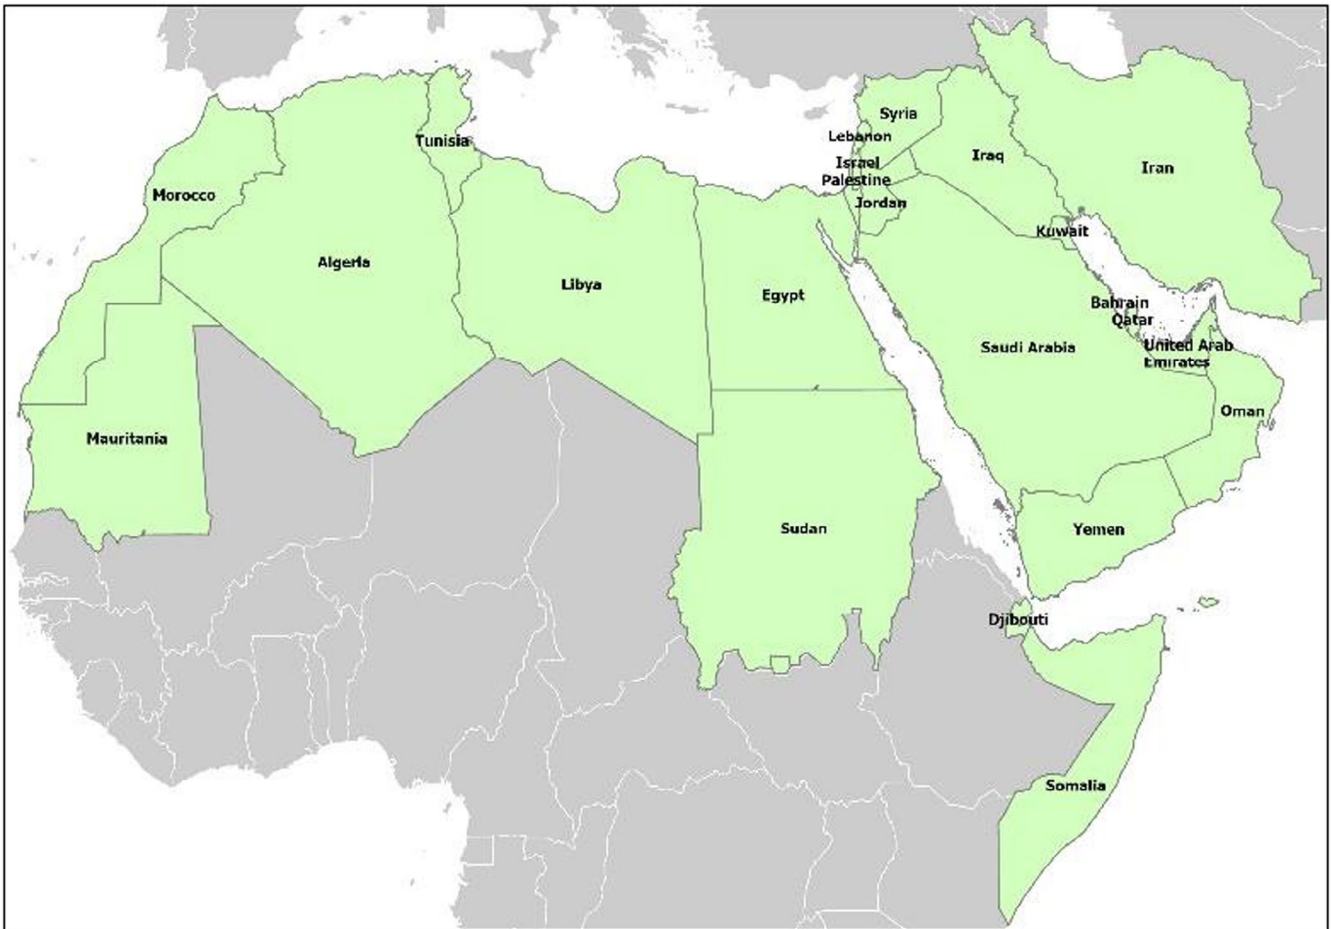 Syria
Lebanon
Tunisia
Iraq
Israel
Iran
Palestine
Morocco
Jordan
Kuwait
Algeria
Libya
Egypt
Bahrain
Qatar
Saudi Arabia
United Arab
Emirates
Oman
Mauritania
Sudan
Yemen
Djibouti
Somalia